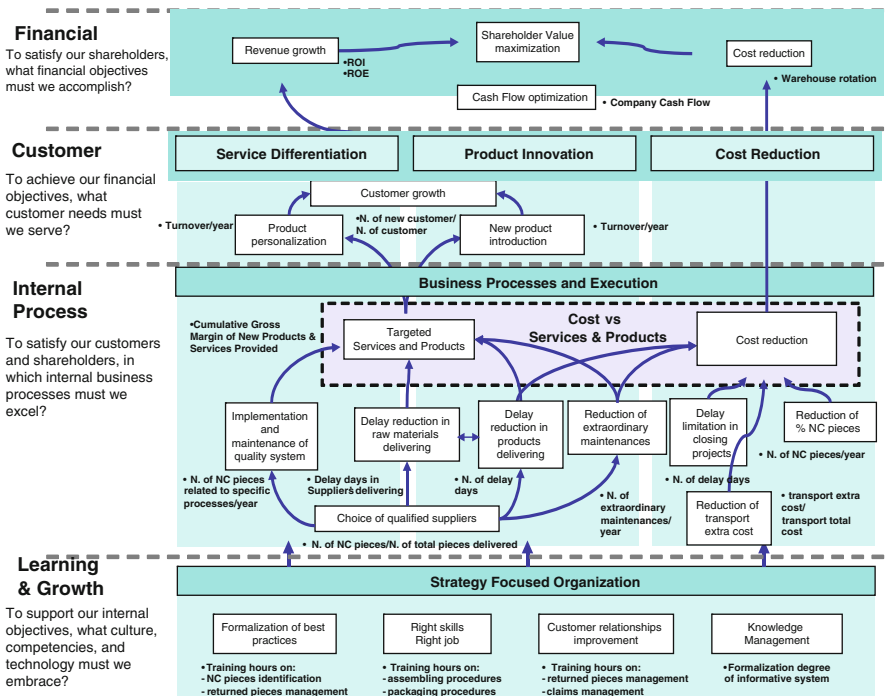 Financial
To satisfy our shareholders,
what financial objectives
must we accomplish?
Revenue growth
•ROI
•ROE
Shareholder Value
maximization
Cost reduction
• Warehouse rotation
Cash Flow optimization
• Company Cash Flow
Customer
To achieve our financial
objectives, what
customer needs must
we serve?
Service Differentiation
Product Innovation
Cost Reduction
Customer growth
• Turnover/year
Product
personalization
•N. of new customer/
N. of customer
New product
introduction
• Turnover/year
Internal
Process
To satisfy our customers
and shareholders, in
which internal business
processes must we
excel?
Business Processes and Execution
•Cumulative Gross
Margin of New Products &
Services Provided
Targeted
Services and Products
Cost vs
Services & Products
Cost reduction
Implementation
and
maintenance of
quality system
Delay reduction in
raw materials
delivering
Delay
reduction in
products
delivering
Reduction of
extraordinary
maintenances
Delay
limitation in
closing
projects
Reduction of
% NC pieces
• N. of NC pieces
related to specific
processes/year
• Delay days in
Suppliers delivering
• N. of delay
days
• N. of
extraordinary
maintenances/
year
• N. of delay days
• N. of NC pieces/year
Choice of qualified suppliers
• N. of NC pieces/N. of total pieces delivered
Reduction of
transport
extra cost
• transport extra
cost/
transport total
cost
Learning
& Growth
To support our internal
objectives, what culture,
competencies, and
technology must we
embrace?
Strategy Focused Organization
Formalization of best
practices
•Training hours on:
- NC pieces identification
- returned pieces management
Right skills
Right job
• Training hours on:
- assembling procedures
- packaging procedures
Customer relationships
improvement
• Training hours on:
- returned pieces management
- claims management
Knowledge
Management
•Formalization degree
of informative system